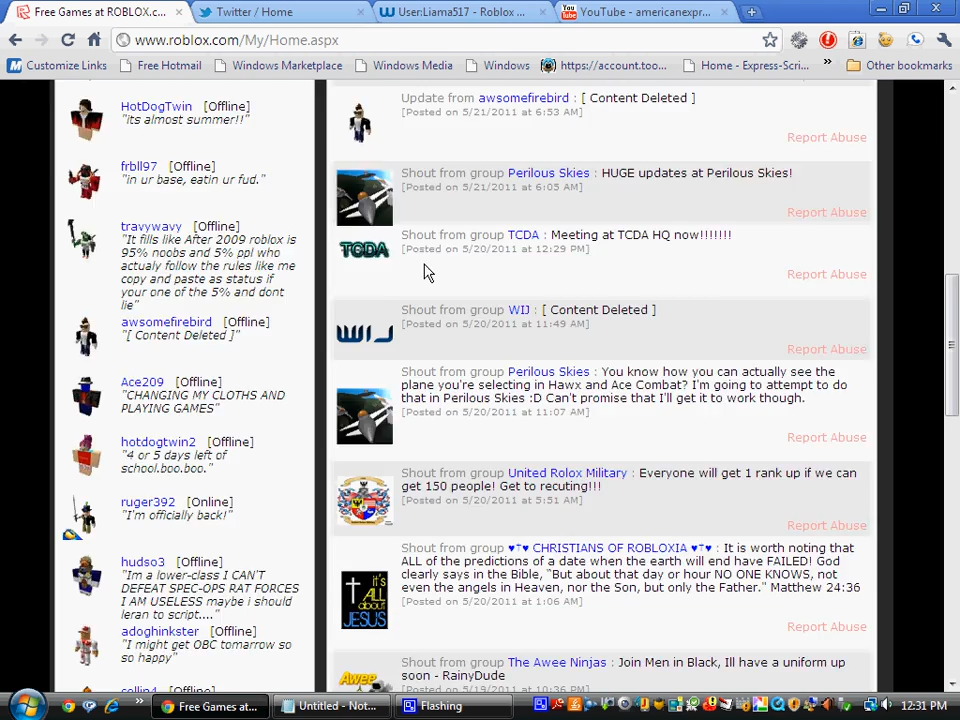 Free Games at ROBLOX.c...
Twitter / Home
User:Liama517 - Roblox ...
YouTube - americanexpr...
www.roblox.com/My/Home.aspx
Customize Links
Free Hotmail
Windows Marketplace
Windows Media
Windows
https://account.too...
Home - Express-Scri...
Other bookmarks
HotDogTwin [Offline]
"its almost summer!!"
frbll97 [Offline]
"in ur base, eatin ur fud."
travywavy [Offline]
"It fills like After 2009 roblox is
95% noobs and 5% ppl who
actualy follow the rules like me
copy and paste as status if
your one of the 5% and dont
lie"
awsomefirebird [Offline]
"[ Content Deleted ]"
Ace209 [Offline]
"CHANGING MY CLOTHS AND
PLAYING GAMES"
hotdogtwin2 [Offline]
"4 or 5 days left of
school.boo.boo."
ruger392 [Online]
"I'm officially back!"
hudso3 [Offline]
"Im a lower-class I CAN'T
DEFEAT SPEC-OPS RAT FORCES
I AM USELESS maybe i should
leran to script...."
adoghinkster [Offline]
"I might get OBC tomarrow so
so happy"
collin4 [Offline]
Update from awsomefirebird : [ Content Deleted ]
[Posted on 5/21/2011 at 6:53 AM]
Report Abuse
Shout from group Perilous Skies : HUGE updates at Perilous Skies!
[Posted on 5/21/2011 at 6:05 AM]
Report Abuse
TCDA
Shout from group TCDA : Meeting at TCDA HQ now!!!!!!!
[Posted on 5/20/2011 at 12:29 PM]
Report Abuse
WIJ
Shout from group WIJ : [ Content Deleted ]
[Posted on 5/20/2011 at 11:49 AM]
Report Abuse
Shout from group Perilous Skies : You know how you can actually see the
plane you're selecting in Hawx and Ace Combat? I'm going to attempt to do
that in Perilous Skies :D Can't promise that I'll get it to work though.
[Posted on 5/20/2011 at 11:07 AM]
Report Abuse
Shout from group United Rolox Military : Everyone will get 1 rank up if we can
get 150 people! Get to recuting!!!
[Posted on 5/20/2011 at 5:51 AM]
Report Abuse
it's
ALL
about
JESUS
Shout from group ♥†♥ CHRISTIANS OF ROBLOXIA ♥†♥ : It is worth noting that
ALL of the predictions of a date when the earth will end have FAILED! God
clearly says in the Bible, "But about that day or hour NO ONE KNOWS, not
even the angels in Heaven, nor the Son, but only the Father." Matthew 24:36
[Posted on 5/20/2011 at 1:06 AM]
Report Abuse
Awee
Shout from group The Awee Ninjas : Join Men in Black, Ill have a uniform up
soon - RainyDude
[Posted on 5/19/2011 at 10:36 PM]
Free Games at...
Untitled - Not...
Flashing
12:31 PM